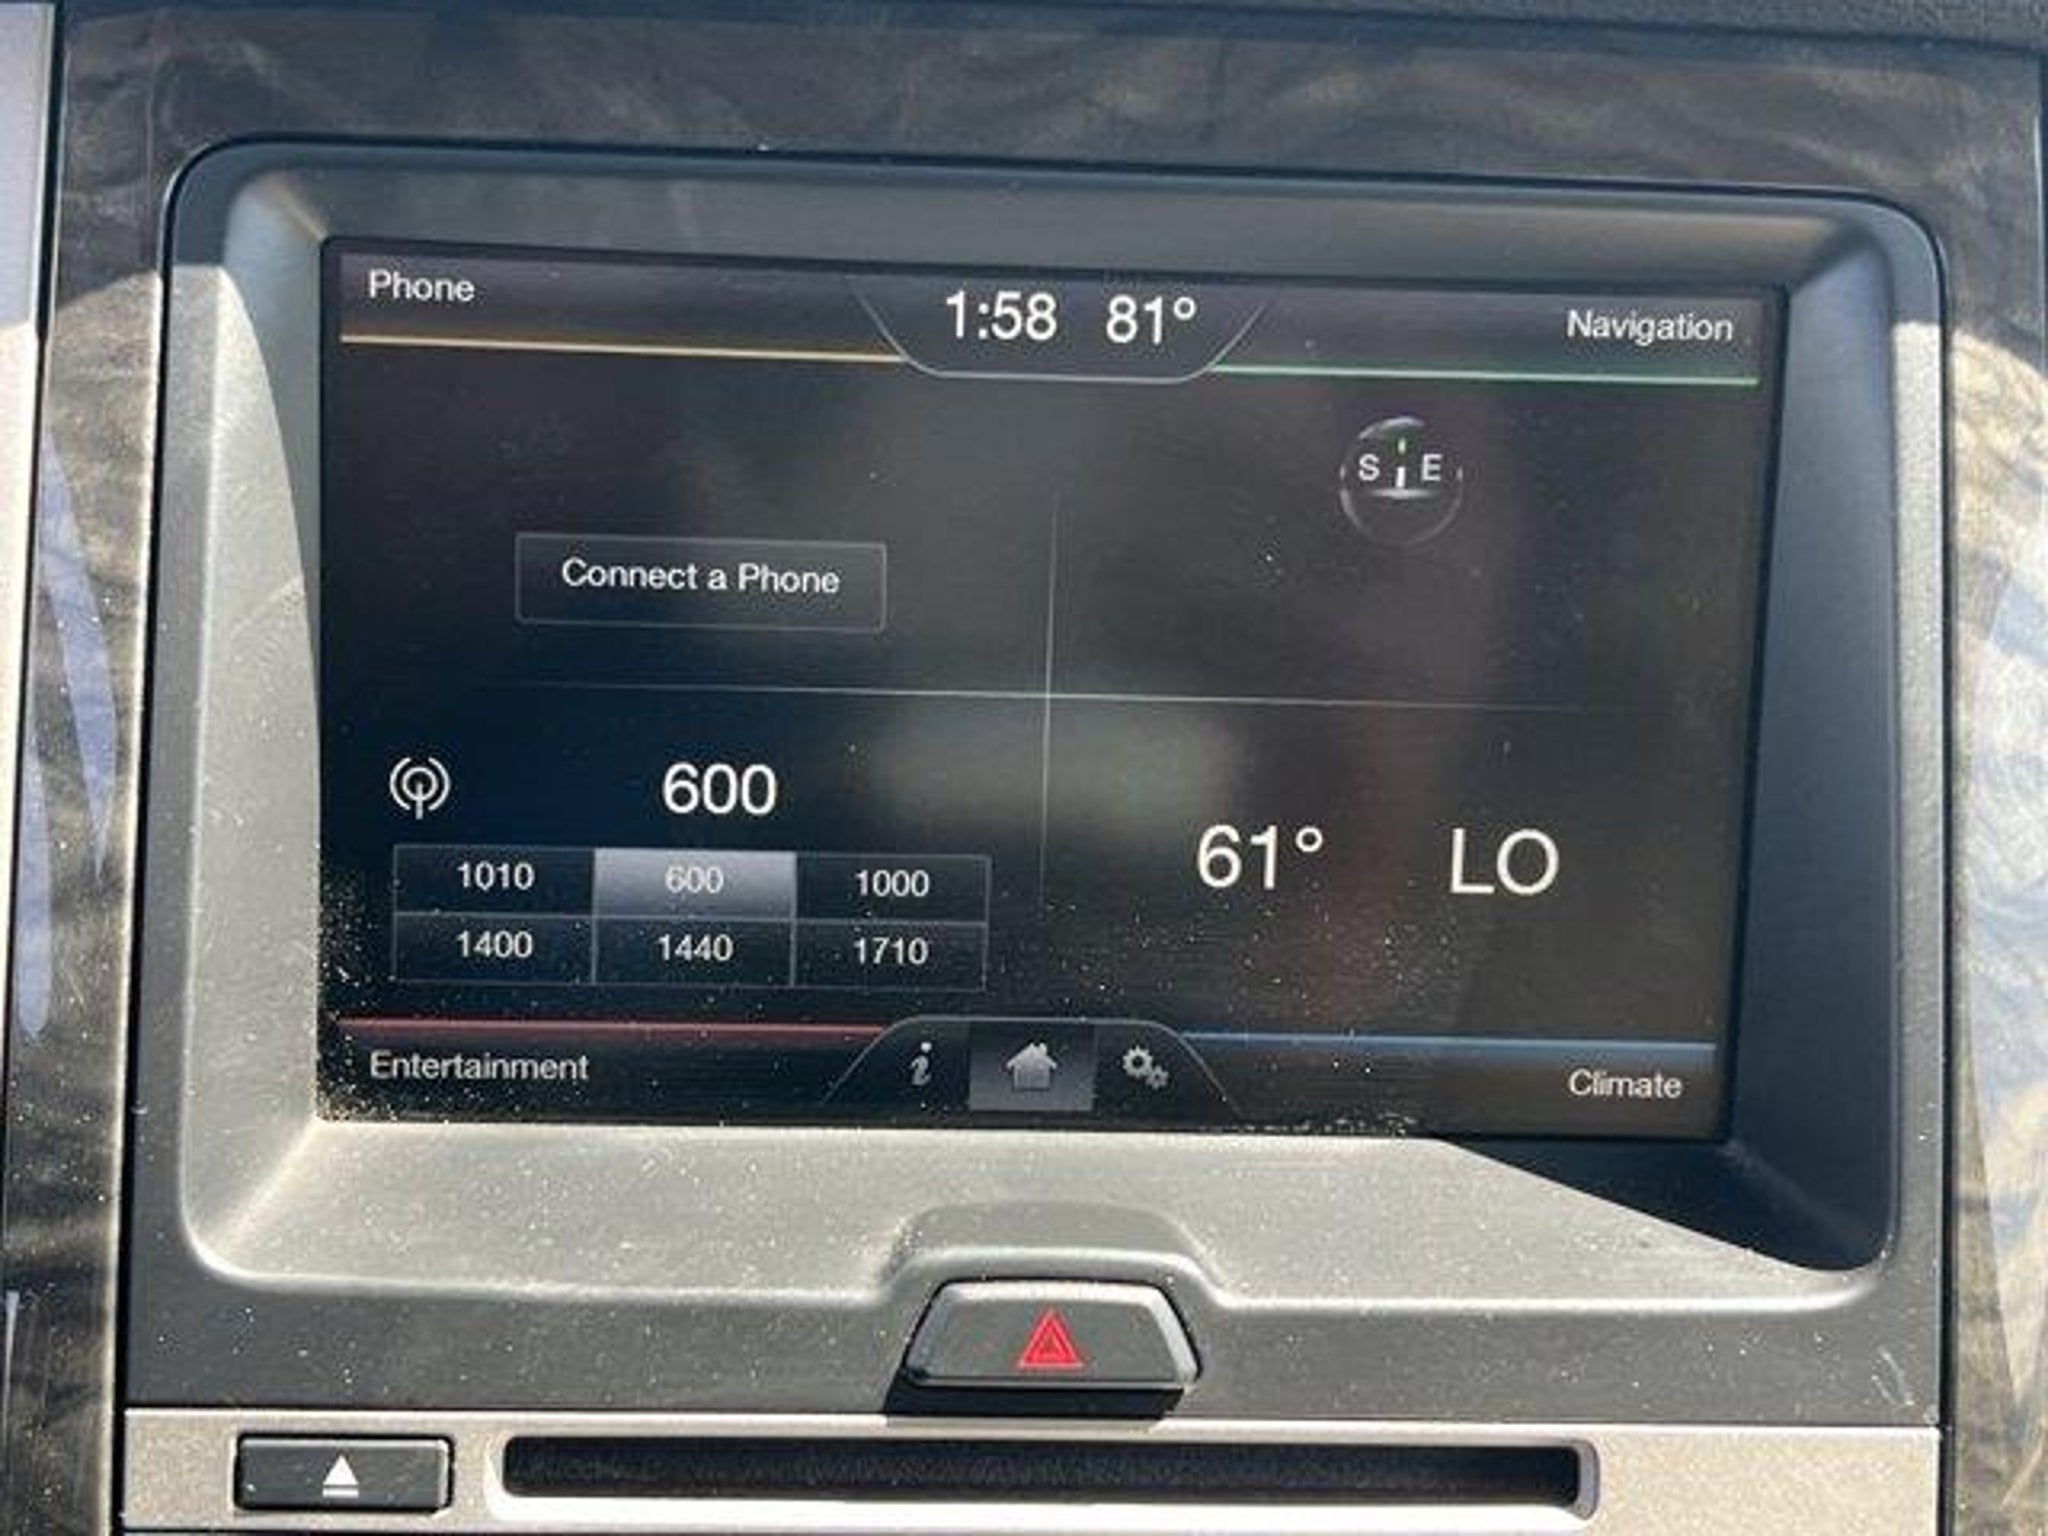 Phone
1:58 81°
Navigation
S E
Connect a Phone
600
1010 600 1000
1400 1440 1710
61° LO
Entertainment
Climate